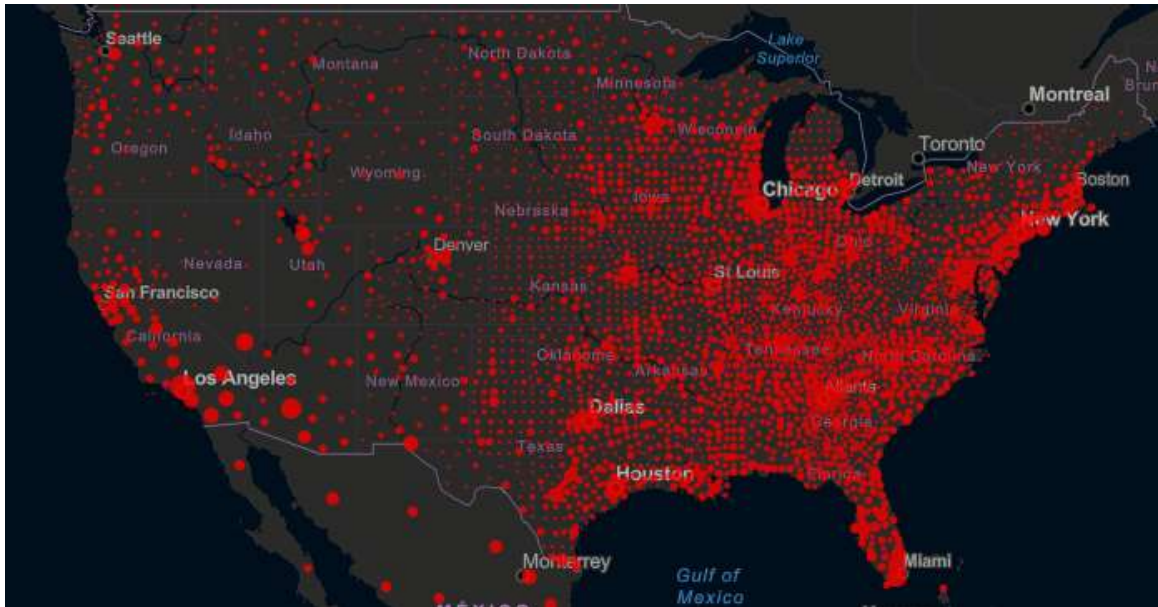 Seattle
Lake
Superior
North Dakota
Montana
Minnesota
Montreal
Brun
Wisconsin
South Dakota
Idaho
Oregon
Toronto
New York
Wyoming
Boston
Detroit
Chicago
Iowa
Nebraska
New York
Denver
Ohio
Nevada
Utah
St Louis
Kansas
San Francisco
Kentucky
Virginia
California
Oklahoma
Tennessee
North Carolina
Arkansas
Los Angeles
New Mexico
Atlanta
Dallas
Georgia
Texas
Houston
Florida
Monterrey
Miami
Gulf of
Mexico
MÉXICO